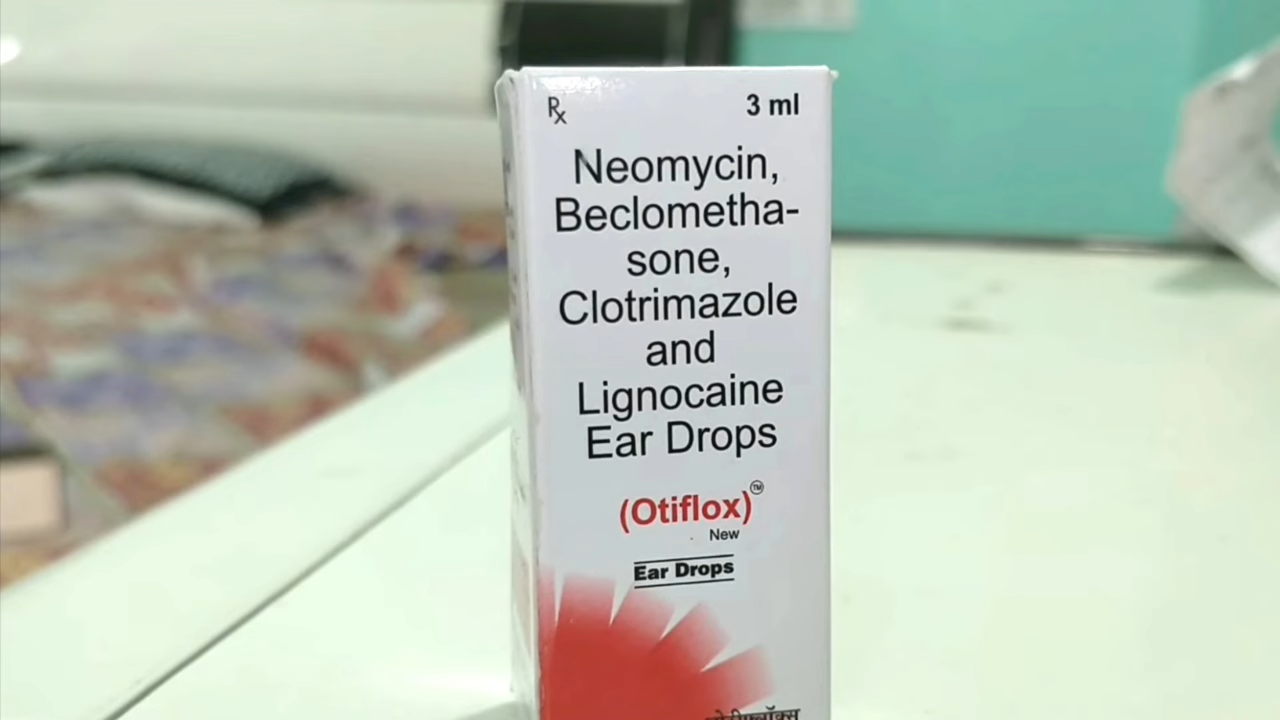 Rx 3 ml
Neomycin,
Beclometha-
sone,
Clotrimazole
and
Lignocaine
Ear Drops
(Otiflox)™
New
Ear Drops